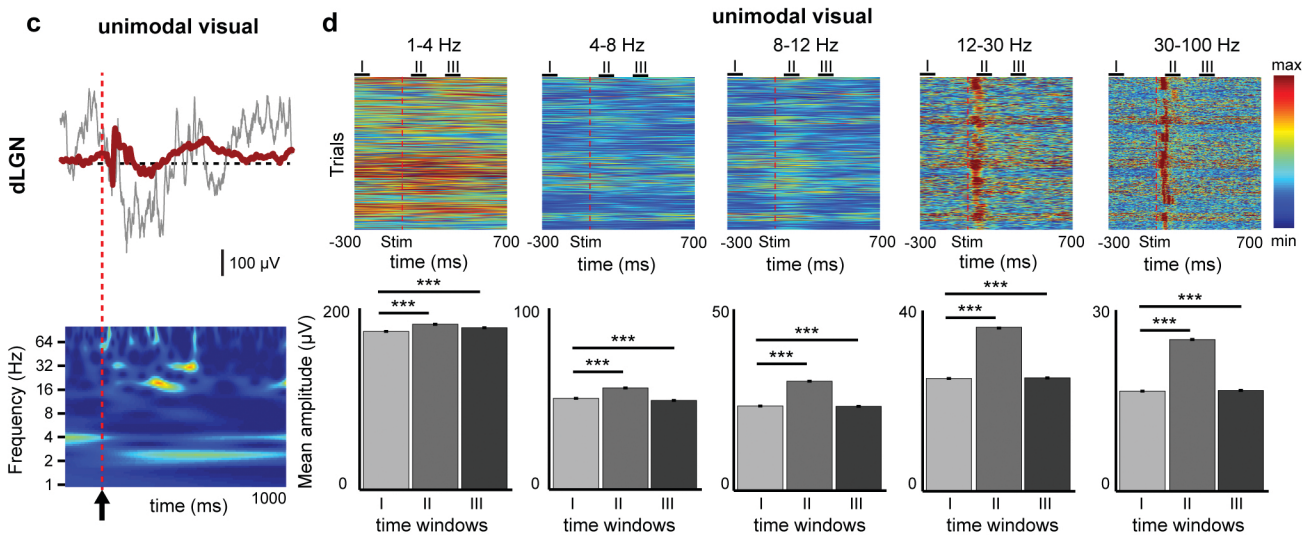 c
unimodal visual
dLGN
100 µV
Frequency (Hz)
64
32
16
8
4
2
1
time (ms)
1000
d
unimodal visual
1-4 Hz
4-8 Hz
8-12 Hz
12-30 Hz
30-100 Hz
I II III
I II III
I II III
I II III
I II III
max
min
Trials
-300 Stim 700
-300 Stim 700
-300 Stim 700
-300 Stim 700
-300 Stim 700
time (ms)
time (ms)
time (ms)
time (ms)
time (ms)
Mean amplitude (µV)
200
***
***
0
I II III
time windows
100
***
***
0
I II III
time windows
50
***
***
0
I II III
time windows
40
***
***
0
I II III
time windows
30
***
***
0
I II III
time windows